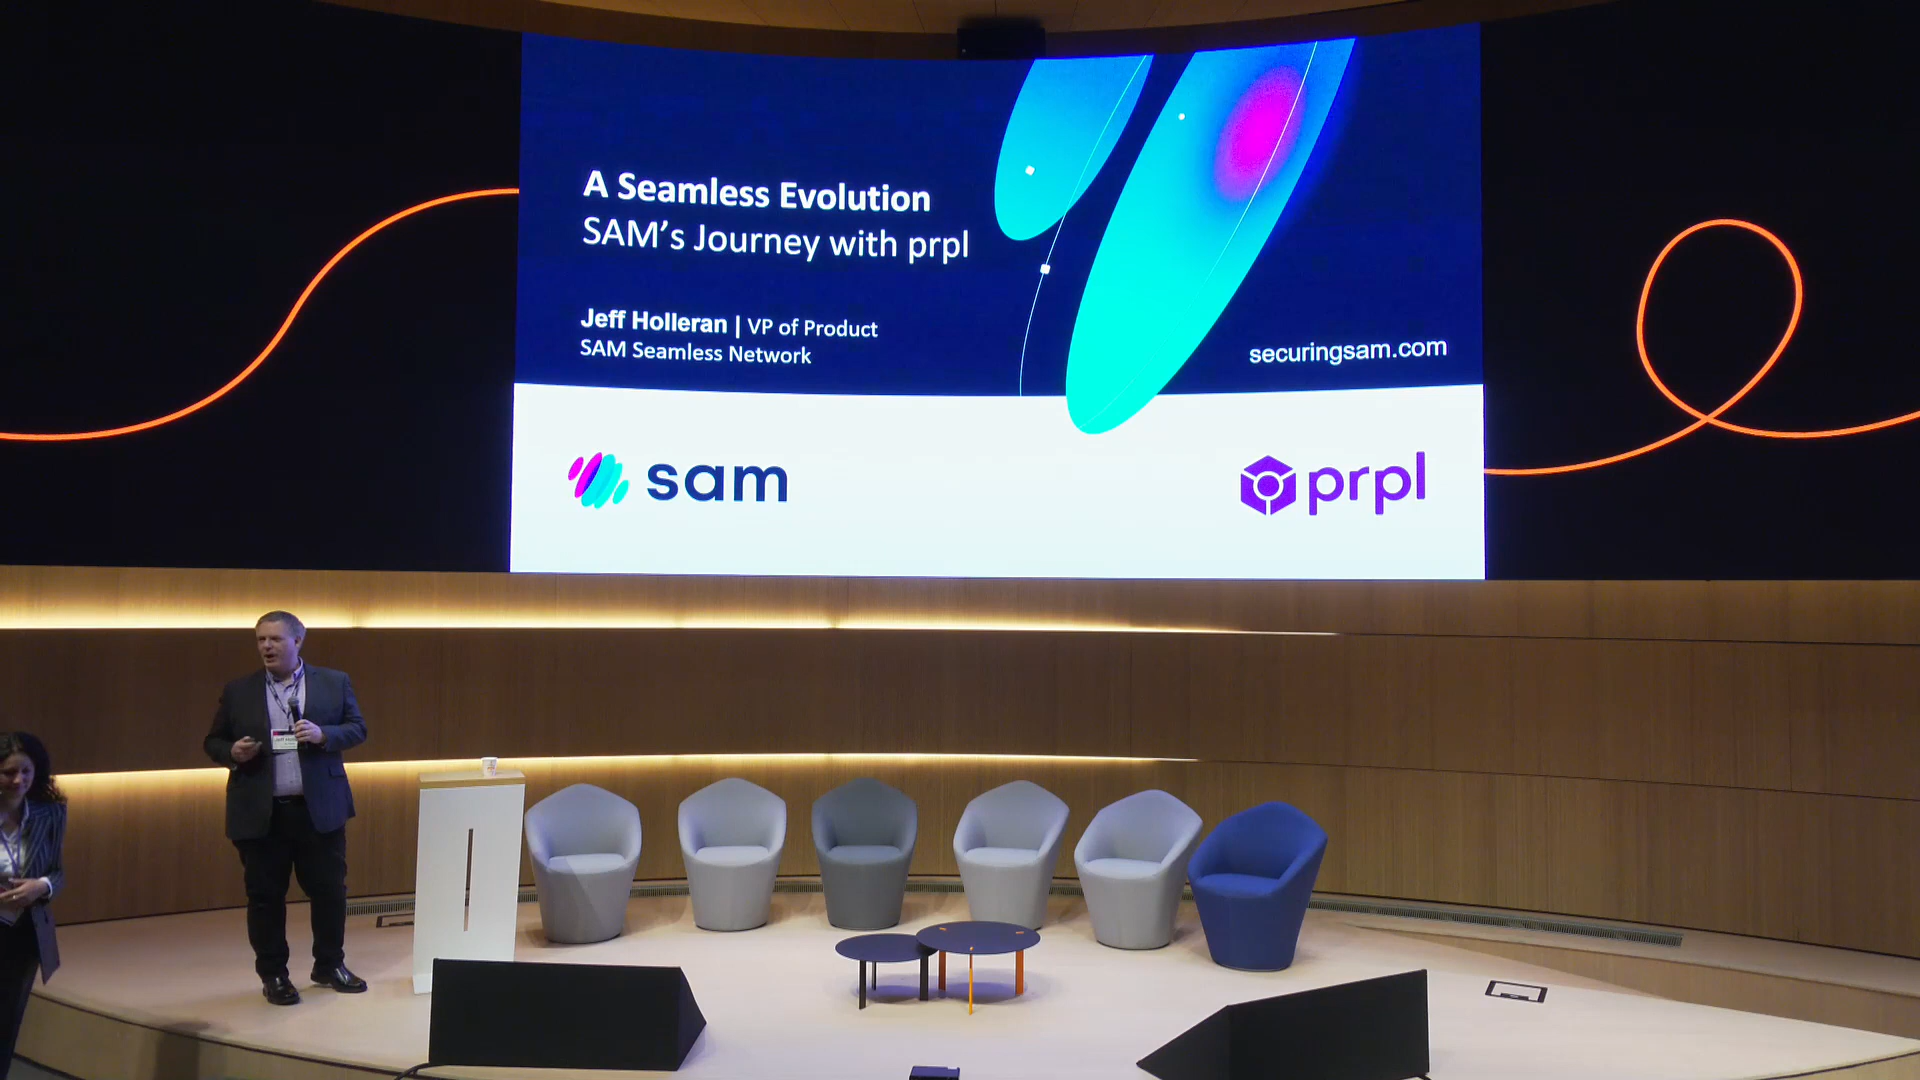 A Seamless Evolution
SAM's Journey with prpl
Jeff Holleran | VP of Product
SAM Seamless Network
securingsam.com
sam
prpl